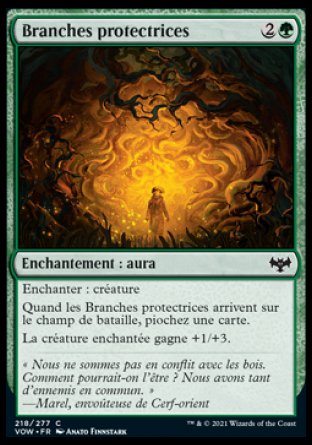 Branches protectrices 2
Enchantement : aura
Enchanter : créature
Quand les Branches protectrices arrivent sur
le champ de bataille, piochez une carte.
La créature enchantée gagne +1/+3.
« Nous ne sommes pas en conflit avec les bois.
Comment pourrait-on l'être ? Nous avons tant
d'ennemis en commun. »
—Marel, envoûteuse de Cerf-orient
218/277 C
VOW • FR Anato Finnstark
™ & © 2021 Wizards of the Coast